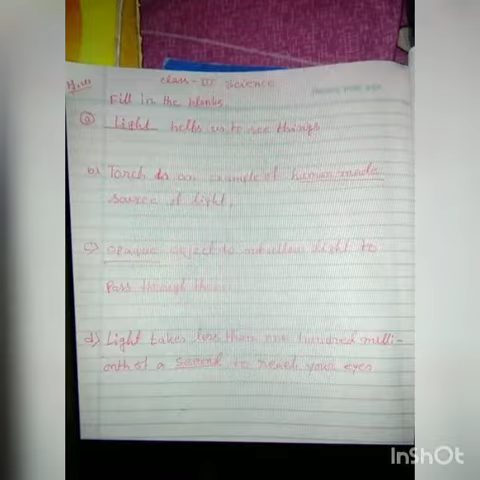 Class-III Science
Fill in the blanks
a) Light helps us to see things
b) Torch is an example of human-made
source of light.
c) Opaque object do not allow light to
Pass through them
d) Light takes less than one hundred milli-
onth of a second to reach your eyes
InShOt